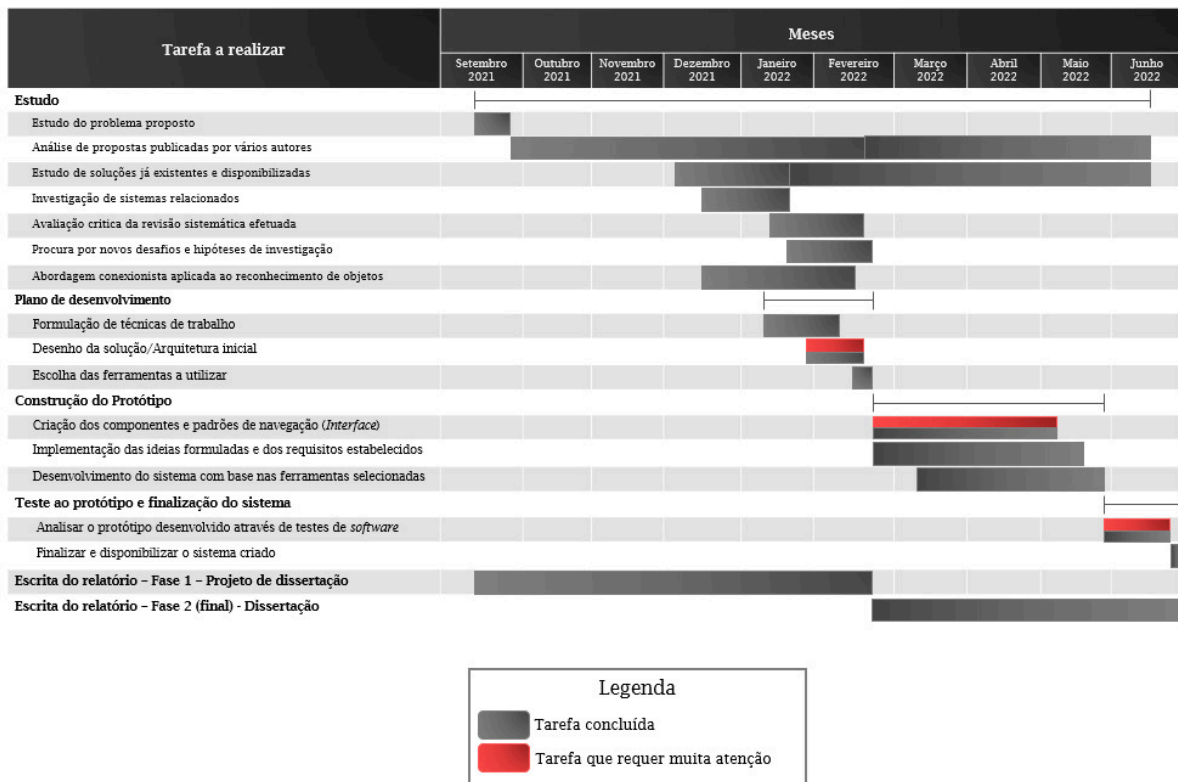 Tarefa a realizar
Meses
Setembro 2021
Outubro 2021
Novembro 2021
Dezembro 2021
Janeiro 2022
Fevereiro 2022
Março 2022
Abril 2022
Maio 2022
Junho 2022
Estudo
Estudo do problema proposto
Análise de propostas publicadas por vários autores
Estudo de soluções já existentes e disponibilizadas
Investigação de sistemas relacionados
Avaliação crítica da revisão sistemática efetuada
Procura por novos desafios e hipóteses de investigação
Abordagem conexionista aplicada ao reconhecimento de objetos
Plano de desenvolvimento
Formulação de técnicas de trabalho
Desenho da solução/Arquitetura inicial
Escolha das ferramentas a utilizar
Construção do Protótipo
Criação dos componentes e padrões de navegação (Interface)
Implementação das ideias formuladas e dos requisitos estabelecidos
Desenvolvimento do sistema com base nas ferramentas selecionadas
Teste ao protótipo e finalização do sistema
Analisar o protótipo desenvolvido através de testes de software
Finalizar e disponibilizar o sistema criado
Escrita do relatório – Fase 1 – Projeto de dissertação
Escrita do relatório – Fase 2 (final) - Dissertação
Legenda
Tarefa concluída
Tarefa que requer muita atenção